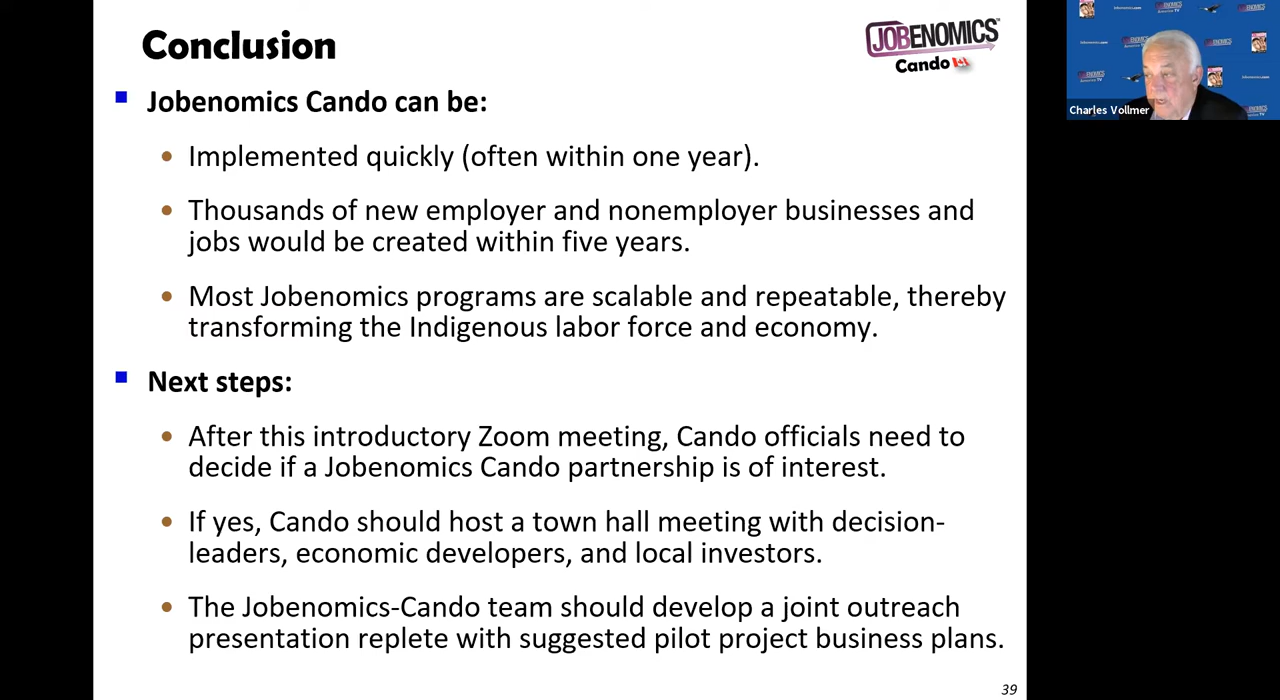 Conclusion
JOBENOMICS
Cando
Jobenomics Cando can be:
Implemented quickly (often within one year).
Thousands of new employer and nonemployer businesses and
jobs would be created within five years.
Most Jobenomics programs are scalable and repeatable, thereby
transforming the Indigenous labor force and economy.
Next steps:
After this introductory Zoom meeting, Cando officials need to
decide if a Jobenomics Cando partnership is of interest.
If yes, Cando should host a town hall meeting with decision-
leaders, economic developers, and local investors.
The Jobenomics-Cando team should develop a joint outreach
presentation replete with suggested pilot project business plans.
39
Charles Vollmer